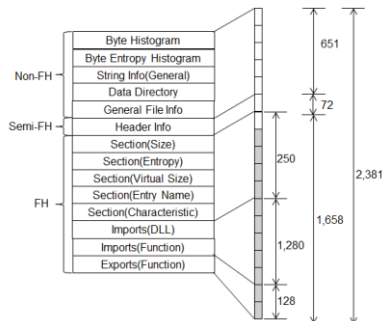 Byte Histogram
Byte Entropy Histogram
String Info(General)
Data Directory
General File Info
Header Info
Section(Size)
Section(Entropy)
Section(Virtual Size)
Section(Entry Name)
Section(Characteristic)
Imports(DLL)
Imports(Function)
Exports(Function)
Non-FH
Semi-FH
FH
651
72
250
1,280
128
1,658
2,381